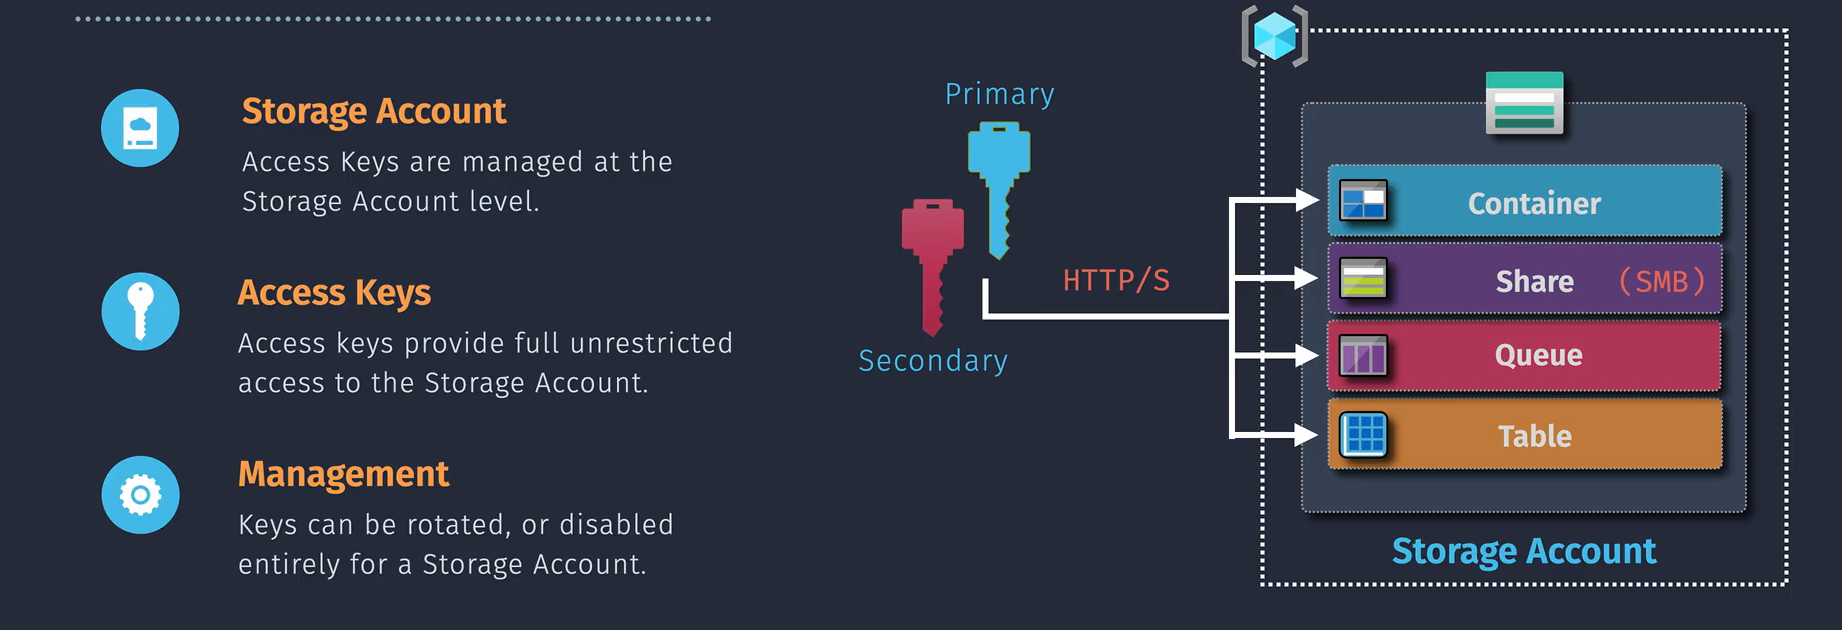 Storage Account
Access Keys are managed at the
Storage Account level.
Access Keys
Access keys provide full unrestricted
access to the Storage Account.
Management
Keys can be rotated, or disabled
entirely for a Storage Account.
Primary
Secondary
HTTP/S
Container
Share (SMB)
Queue
Table
Storage Account